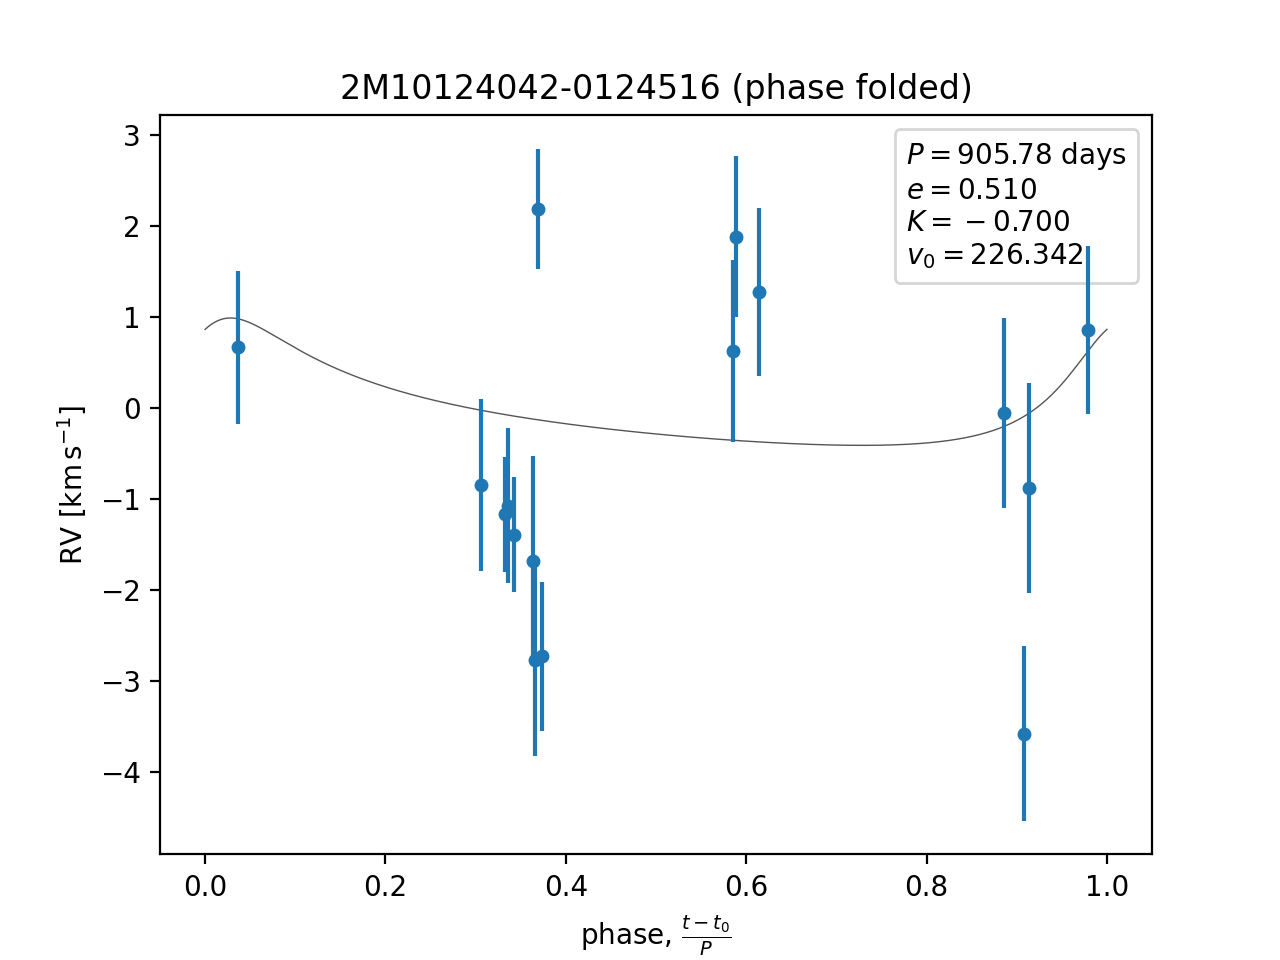 2M10124042-0124516 (phase folded)
P = 905.78 days
e = 0.510
K = −0.700
v₀ = 226.342
3
2
1
0
−1
−2
−3
−4
RV [km s⁻¹]
0.0 0.2 0.4 0.6 0.8 1.0
phase, (t − t₀)/P